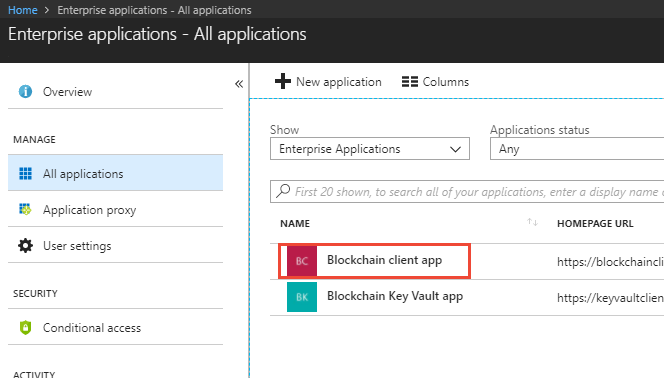 Home > Enterprise applications - All applications
Enterprise applications - All applications
«
Overview
MANAGE
All applications
Application proxy
User settings
SECURITY
Conditional access
ACTIVITY
New application Columns
Show Applications status
Enterprise Applications Any
First 20 shown, to search all of your applications, enter a display name o
NAME HOMEPAGE URL
BC Blockchain client app https://blockchaincli
BK Blockchain Key Vault app https://keyvaultclien